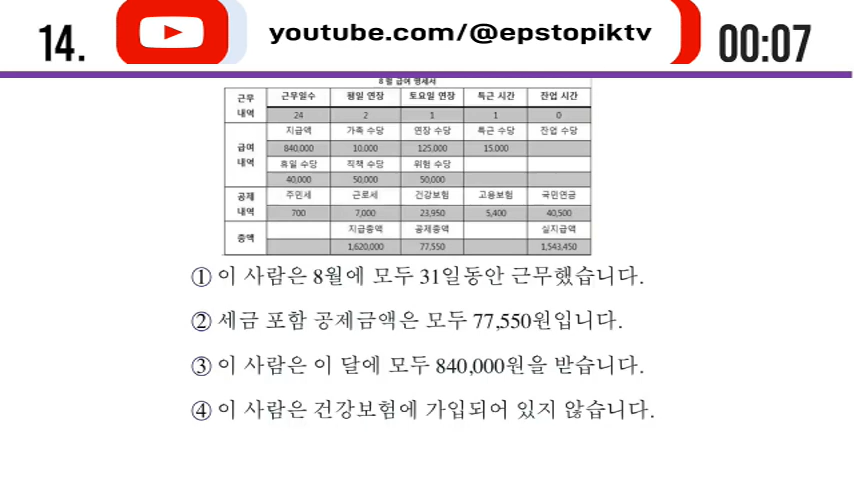 14.
youtube.com/@epstopiktv
00:07
8월 급여 명세서
근무 내역 근무일수 평일 연장 토요일 연장 특근 시간 잔업 시간
24 2 1 1 0
급여 내역 지급액 가족 수당 연장 수당 특근 수당 잔업 수당
840,000 10,000 125,000 15,000
휴일 수당 직책 수당 위험 수당
40,000 50,000 50,000
공제 내역 주민세 근로세 건강보험 고용보험 국민연금
700 7,000 23,950 5,400 40,500
총액 지급총액 공제총액 실지급액
1,620,000 77,550 1,543,450
① 이 사람은 8월에 모두 31일동안 근무했습니다.
② 세금 포함 공제금액은 모두 77,550원입니다.
③ 이 사람은 이 달에 모두 840,000원을 받습니다.
④ 이 사람은 건강보험에 가입되어 있지 않습니다.